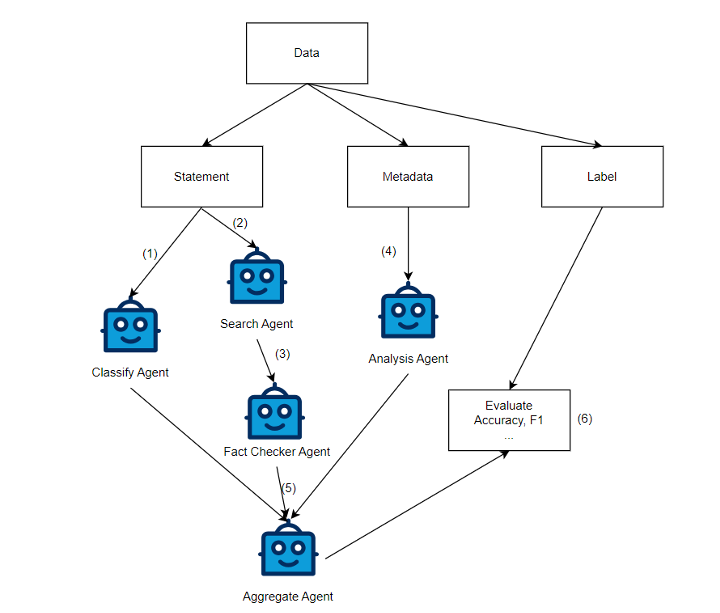 Data
Statement
Metadata
Label
(2)
(1)
(4)
Search Agent
(3)
Analysis Agent
Classify Agent
Evaluate
Accuracy, F1
...
(6)
Fact Checker Agent
(5)
Aggregate Agent